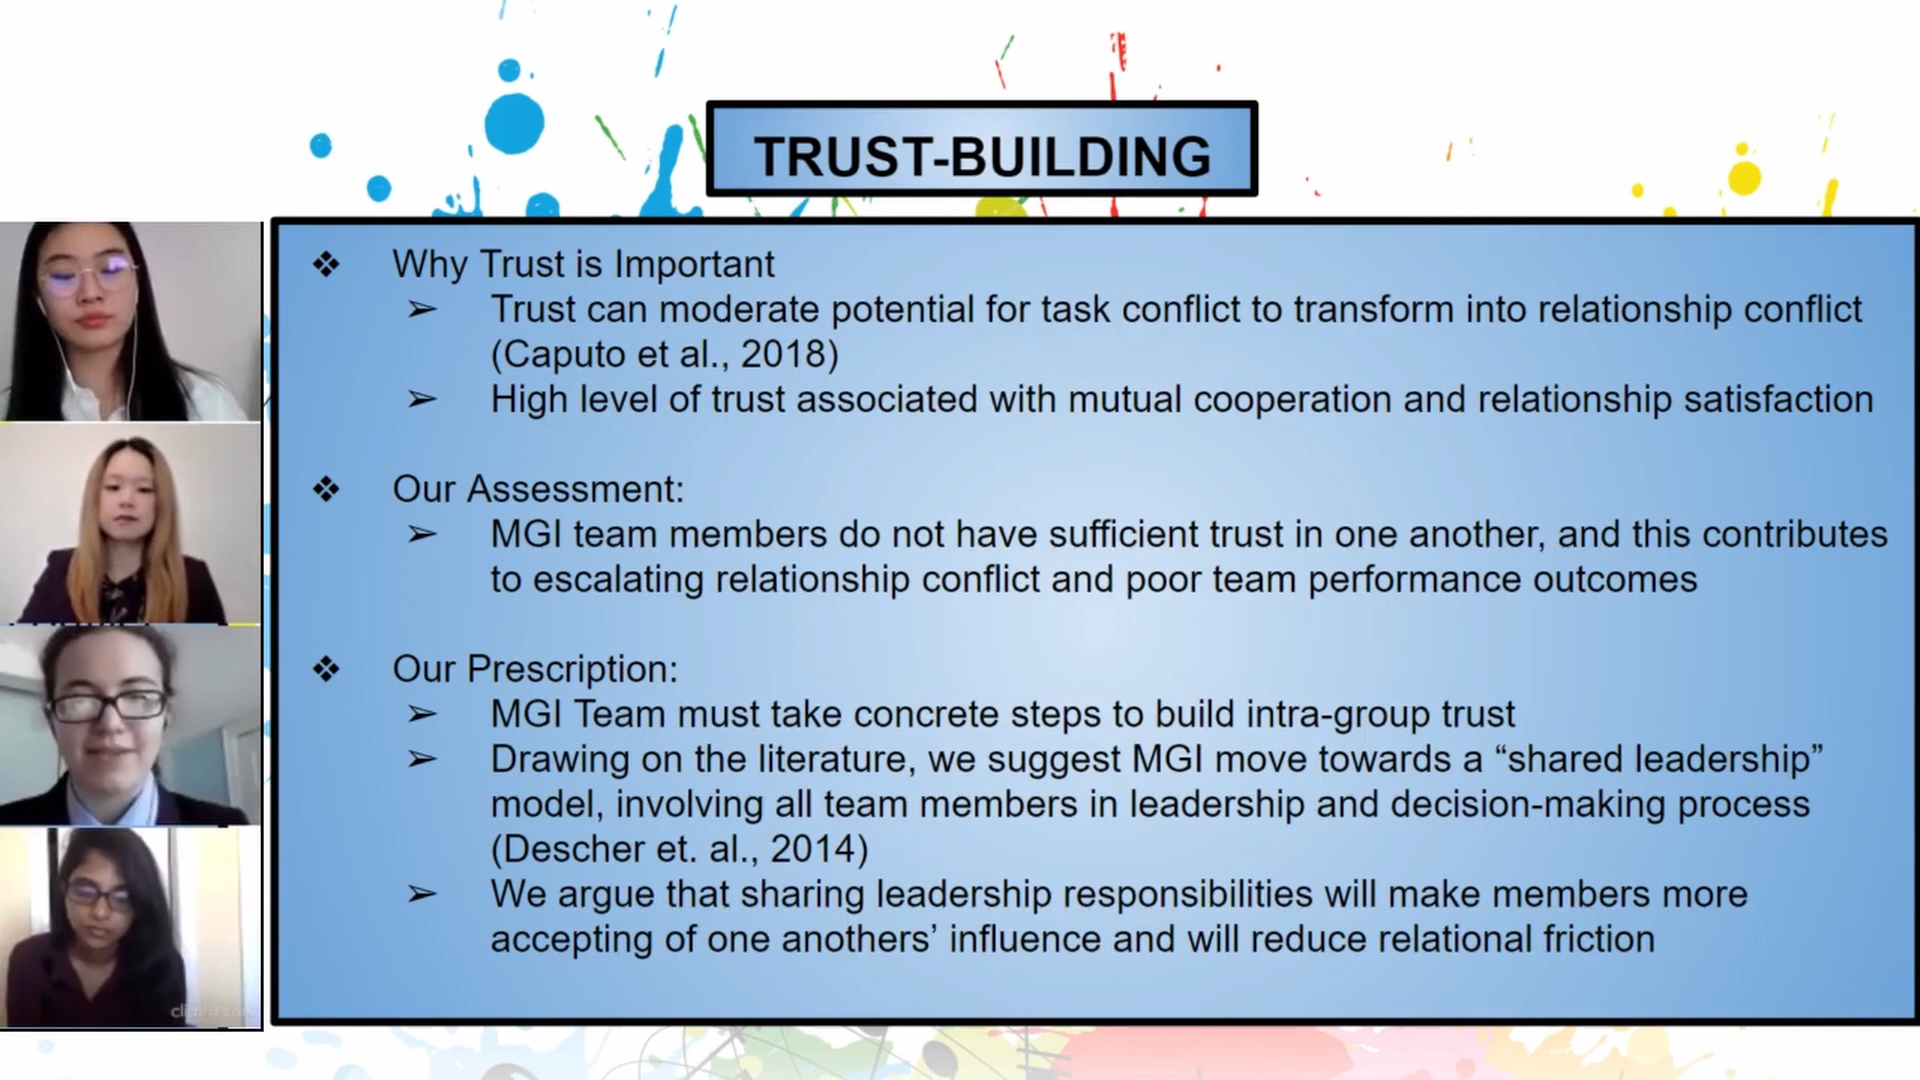 TRUST-BUILDING
❖ Why Trust is Important
➢ Trust can moderate potential for task conflict to transform into relationship conflict
(Caputo et al., 2018)
➢ High level of trust associated with mutual cooperation and relationship satisfaction
❖ Our Assessment:
➢ MGI team members do not have sufficient trust in one another, and this contributes
to escalating relationship conflict and poor team performance outcomes
❖ Our Prescription:
➢ MGI Team must take concrete steps to build intra-group trust
➢ Drawing on the literature, we suggest MGI move towards a “shared leadership”
model, involving all team members in leadership and decision-making process
(Descher et. al., 2014)
➢ We argue that sharing leadership responsibilities will make members more
accepting of one anothers’ influence and will reduce relational friction